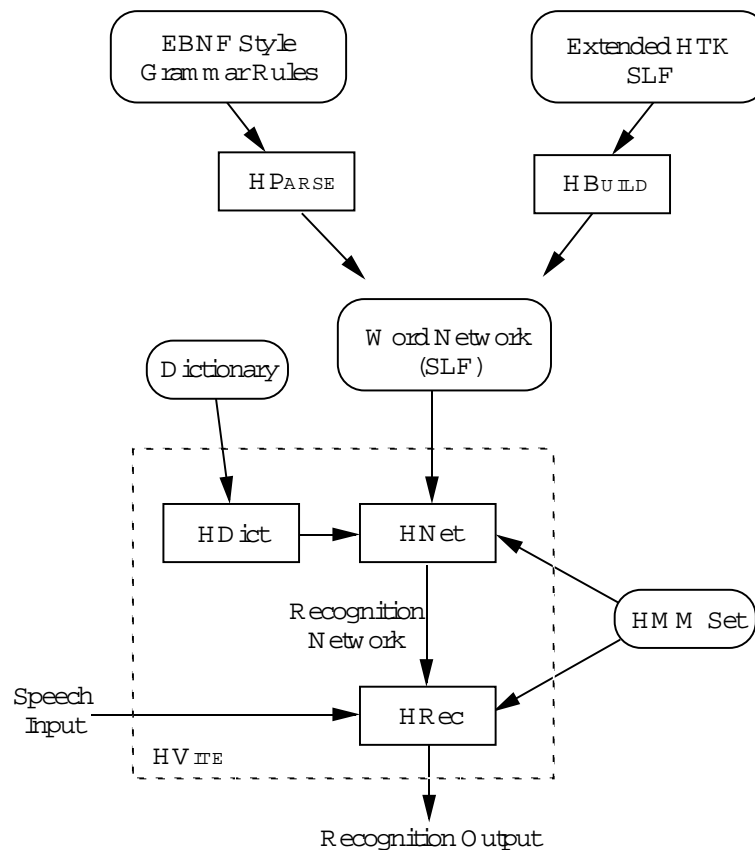 EBNF Style
Grammar Rules
Extended HTK
SLF
HPARSE
HBUILD
Word Network
(SLF)
Dictionary
HDict
HNet
Recognition
Network
HMM Set
Speech
Input
HRec
HVITE
Recognition Output